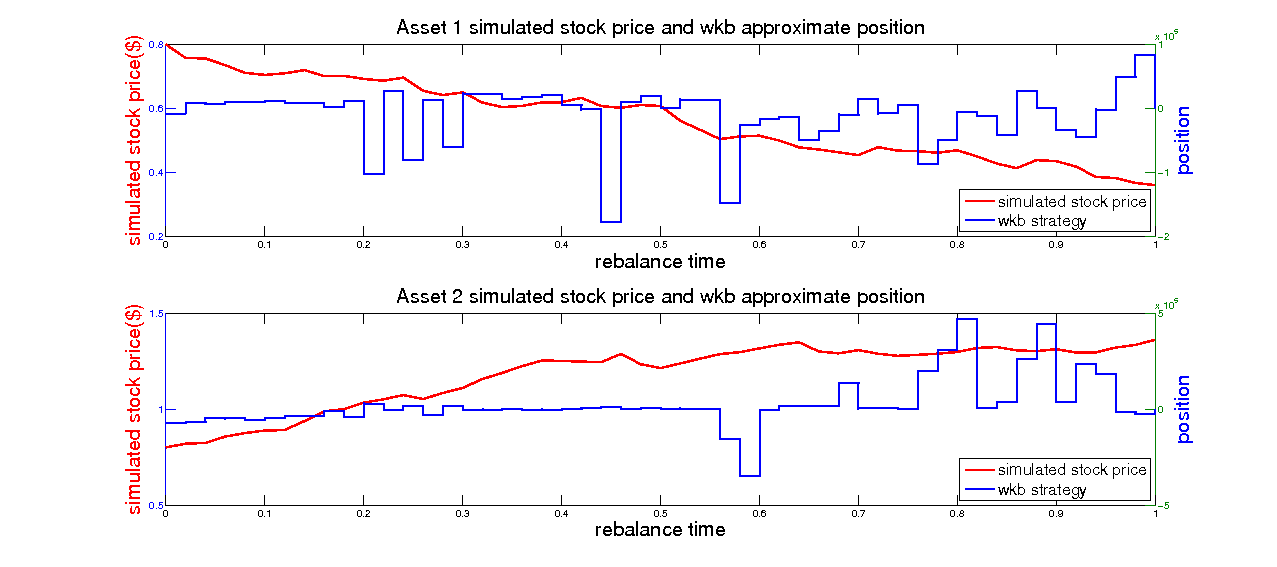 Asset 1 simulated stock price and wkb approximate position
x 10^5
simulated stock price($)
0.8
0.6
0.4
0.2
1
0
-1
-2
position
simulated stock price
wkb strategy
0 0.1 0.2 0.3 0.4 0.5 0.6 0.7 0.8 0.9 1
rebalance time
Asset 2 simulated stock price and wkb approximate position
x 10^5
simulated stock price($)
1.5
1
0.5
5
0
-5
position
simulated stock price
wkb strategy
0 0.1 0.2 0.3 0.4 0.5 0.6 0.7 0.8 0.9 1
rebalance time